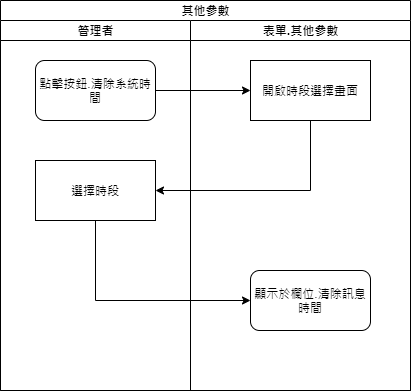 其他參數
管理者
表單.其他參數
點擊按鈕.清除系統時
間
開啟時段選擇畫面
選擇時段
顯示於欄位.清除訊息
時間